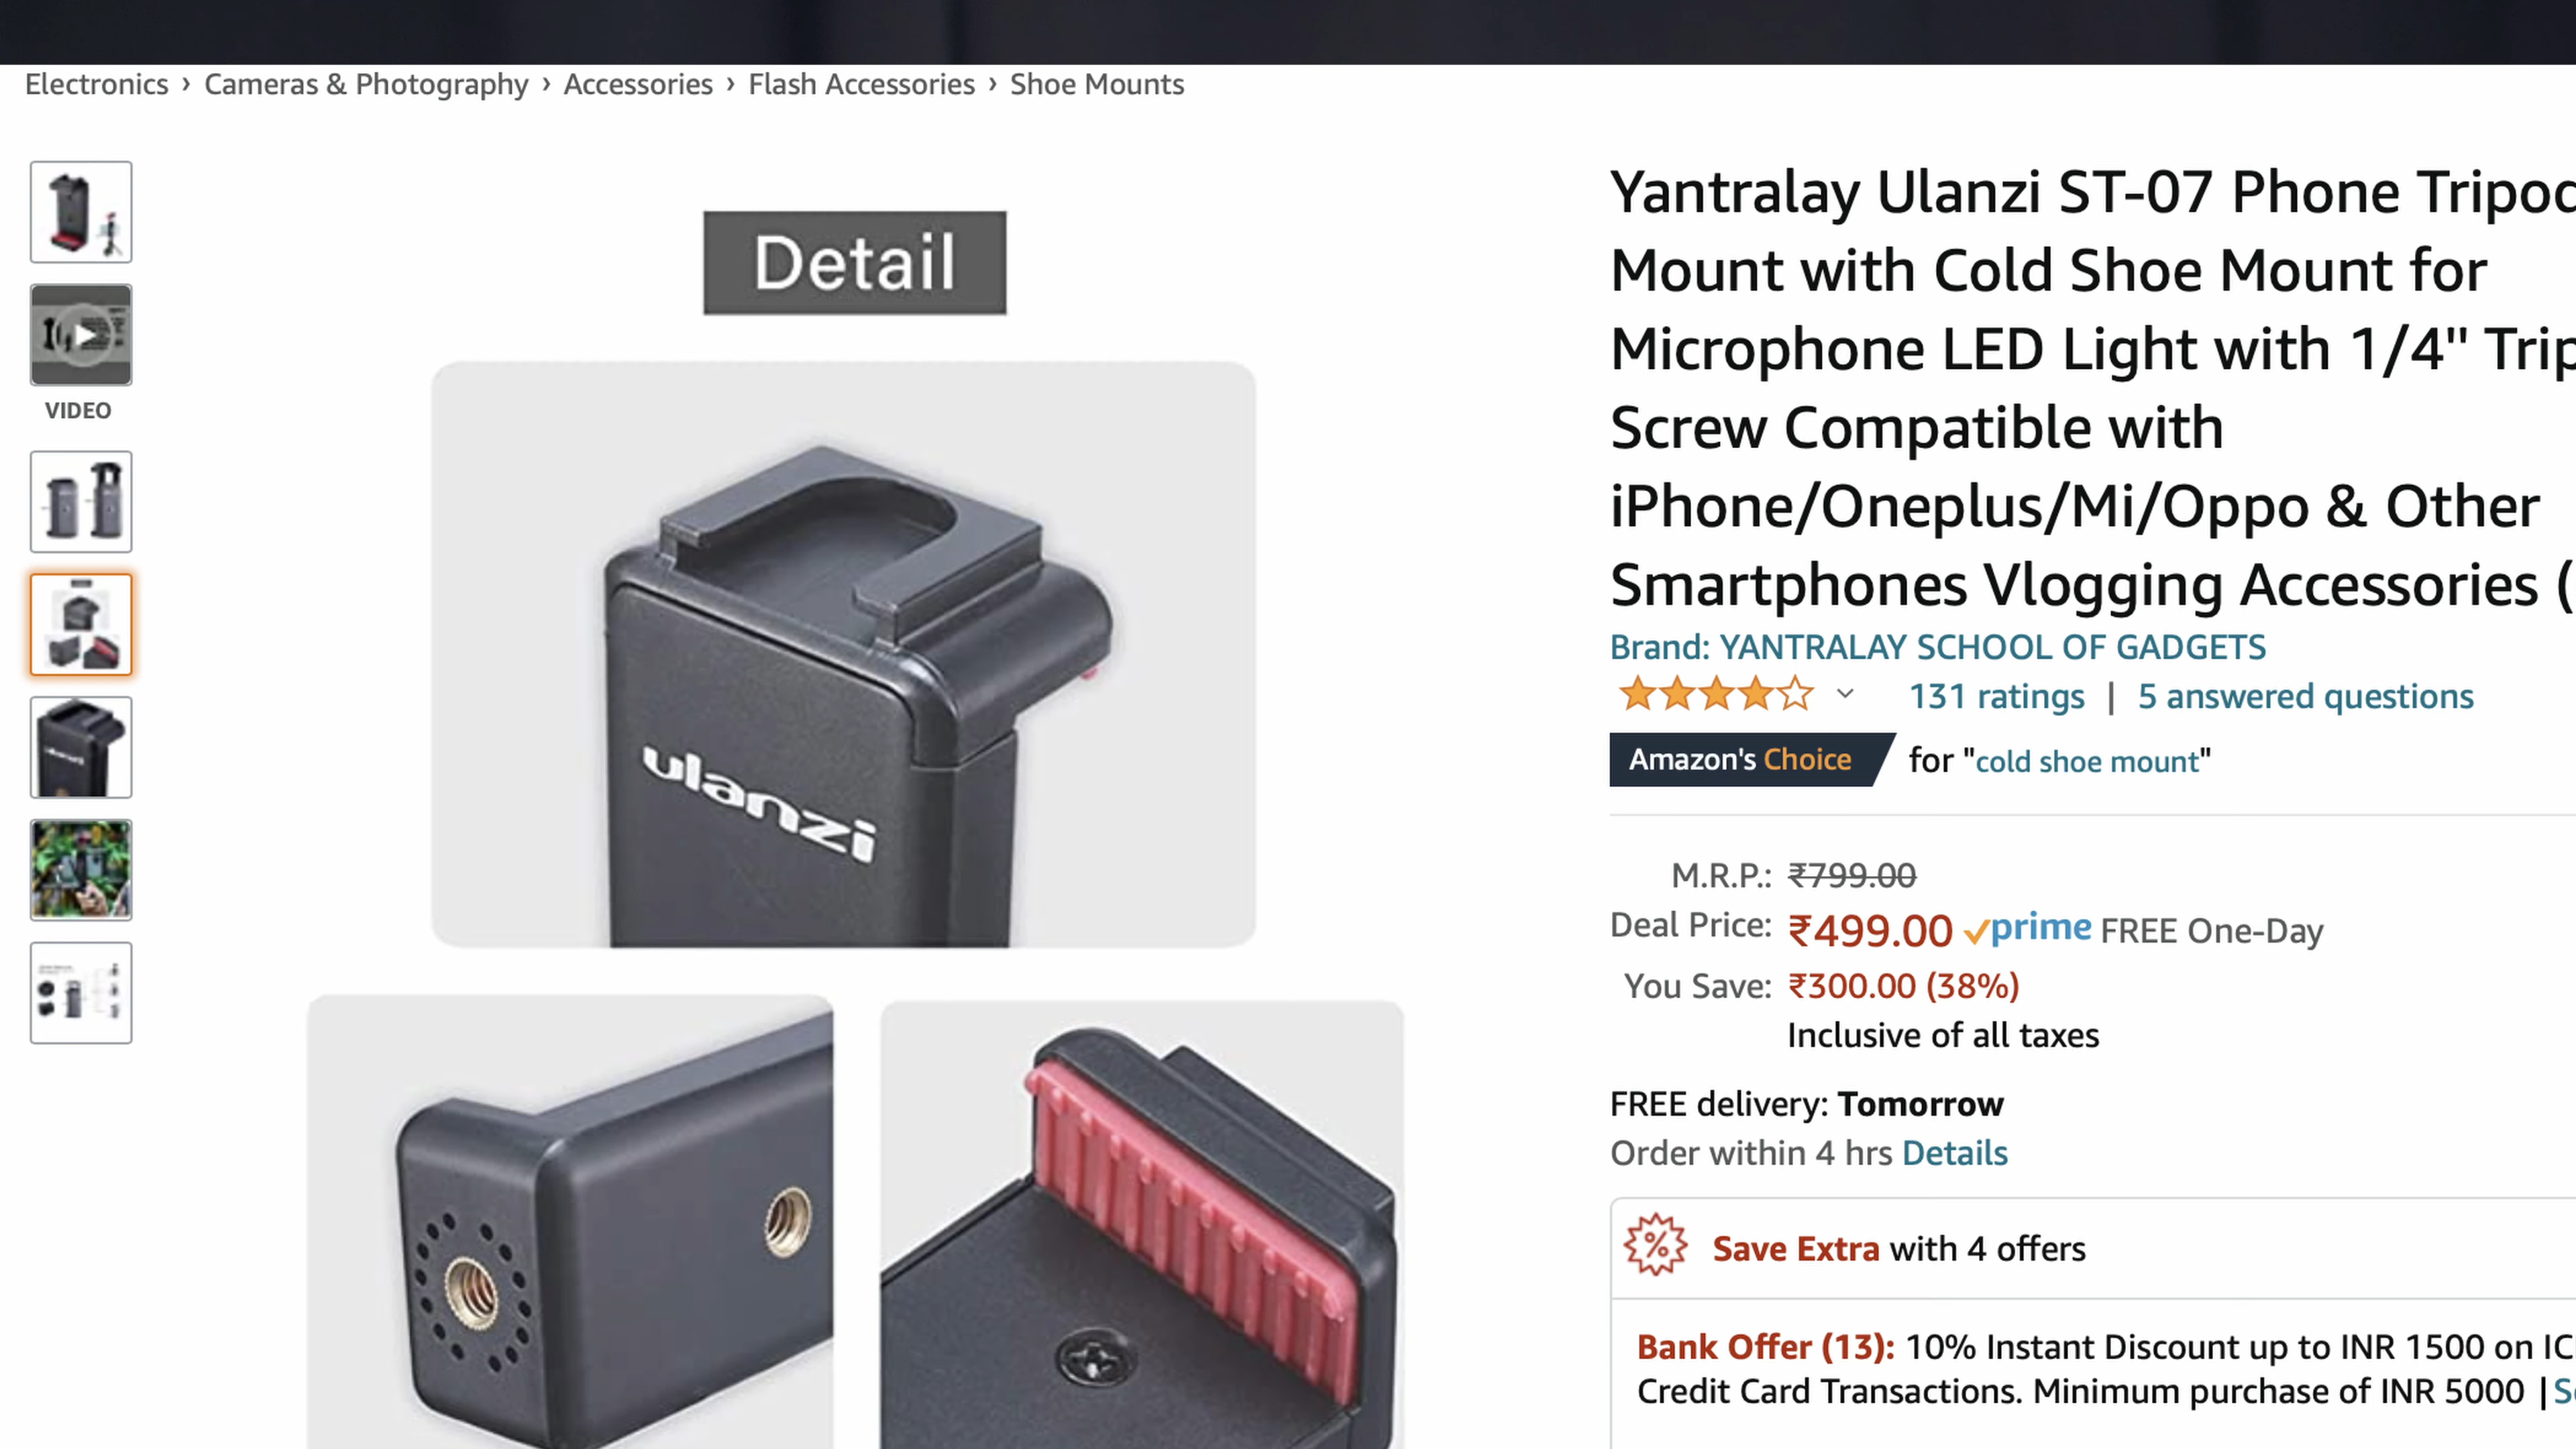 Electronics › Cameras & Photography › Accessories › Flash Accessories › Shoe Mounts
VIDEO
Detail
ulanzi
Yantralay Ulanzi ST-07 Phone Tripod
Mount with Cold Shoe Mount for
Microphone LED Light with 1/4" Trip
Screw Compatible with
iPhone/Oneplus/Mi/Oppo & Other
Smartphones Vlogging Accessories (
Brand: YANTRALAY SCHOOL OF GADGETS
131 ratings | 5 answered questions
Amazon's Choice for "cold shoe mount"
M.R.P.: ₹799.00
Deal Price: ₹499.00 prime FREE One-Day
You Save: ₹300.00 (38%)
Inclusive of all taxes
FREE delivery: Tomorrow
Order within 4 hrs Details
Save Extra with 4 offers
Bank Offer (13): 10% Instant Discount up to INR 1500 on IC
Credit Card Transactions. Minimum purchase of INR 5000 |